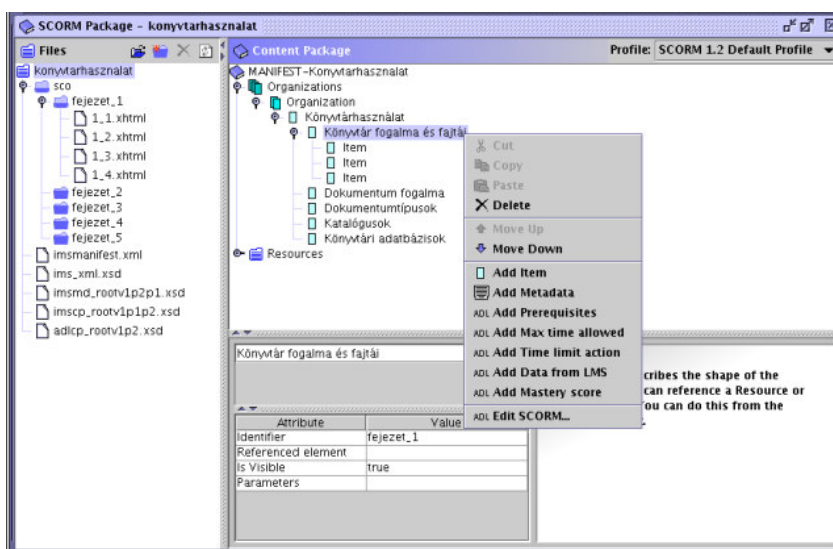 SCORM Package - konyvtarhasznalat
Files
Content Package
Profile: SCORM 1.2 Default Profile
konyvtarhasznalat
sco
fejezet_1
1_1.xhtml
1_2.xhtml
1_3.xhtml
1_4.xhtml
fejezet_2
fejezet_3
fejezet_4
fejezet_5
imsmanifest.xml
ims_xml.xsd
imsmd_rootv1p2p1.xsd
imscp_rootv1p1p2.xsd
adlcp_rootv1p2.xsd
MANIFEST-Konyvtarhasznalat
Organizations
Organization
Könyvtárhasználat
Könyvtár fogalma és fajtái
Item
Item
Item
Dokumentum fogalma
Dokumentumtípusok
Katalógusok
Könyvtári adatbázisok
Resources
Cut
Copy
Paste
Delete
Move Up
Move Down
Add Item
Add Metadata
ADL Add Prerequisites
ADL Add Max time allowed
ADL Add Time limit action
ADL Add Data from LMS
ADL Add Mastery score
ADL Edit SCORM...
Könyvtár fogalma és fajtái
Attribute Value
Identifier fejezet_1
Referenced element
Is Visible true
Parameters
cribes the shape of the
can reference a Resource or
ou can do this from the